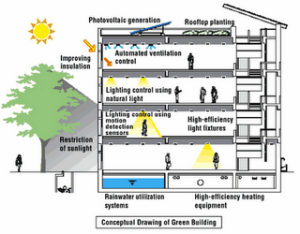 Photovoltaic generation
Rooftop planting
Improving
insulation
Automated ventilation
control
Lighting control using
natural light
Lighting control using
motion
detection
sensors
High-efficiency
light fixtures
Restriction
of sunlight
Rainwater utilization
systems
High-efficiency heating
equipment
Conceptual Drawing of Green Building